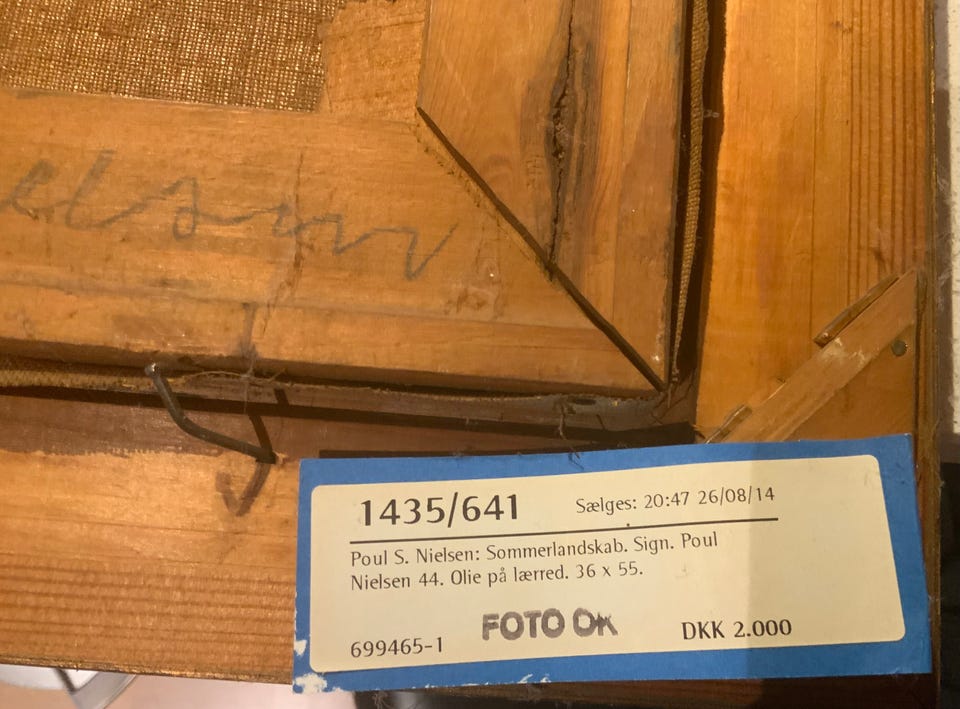 elsen
1435/641 Sælges: 20:47 26/08/14
Poul S. Nielsen: Sommerlandskab. Sign. Poul
Nielsen 44. Olie på lærred. 36 x 55.
FOTO OK
699465-1 DKK 2.000